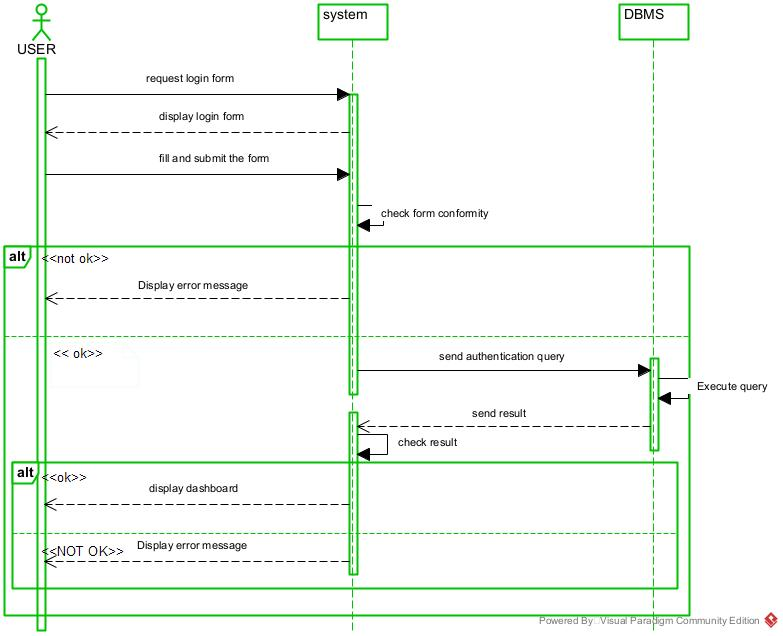 system
DBMS
USER
request login form
display login form
fill and submit the form
check form conformity
alt
<<not ok>>
Display error message
<< ok>>
send authentication query
Execute query
send result
check result
alt
<<ok>>
display dashboard
<<NOT OK>>
Display error message
Powered By Visual Paradigm Community Edition